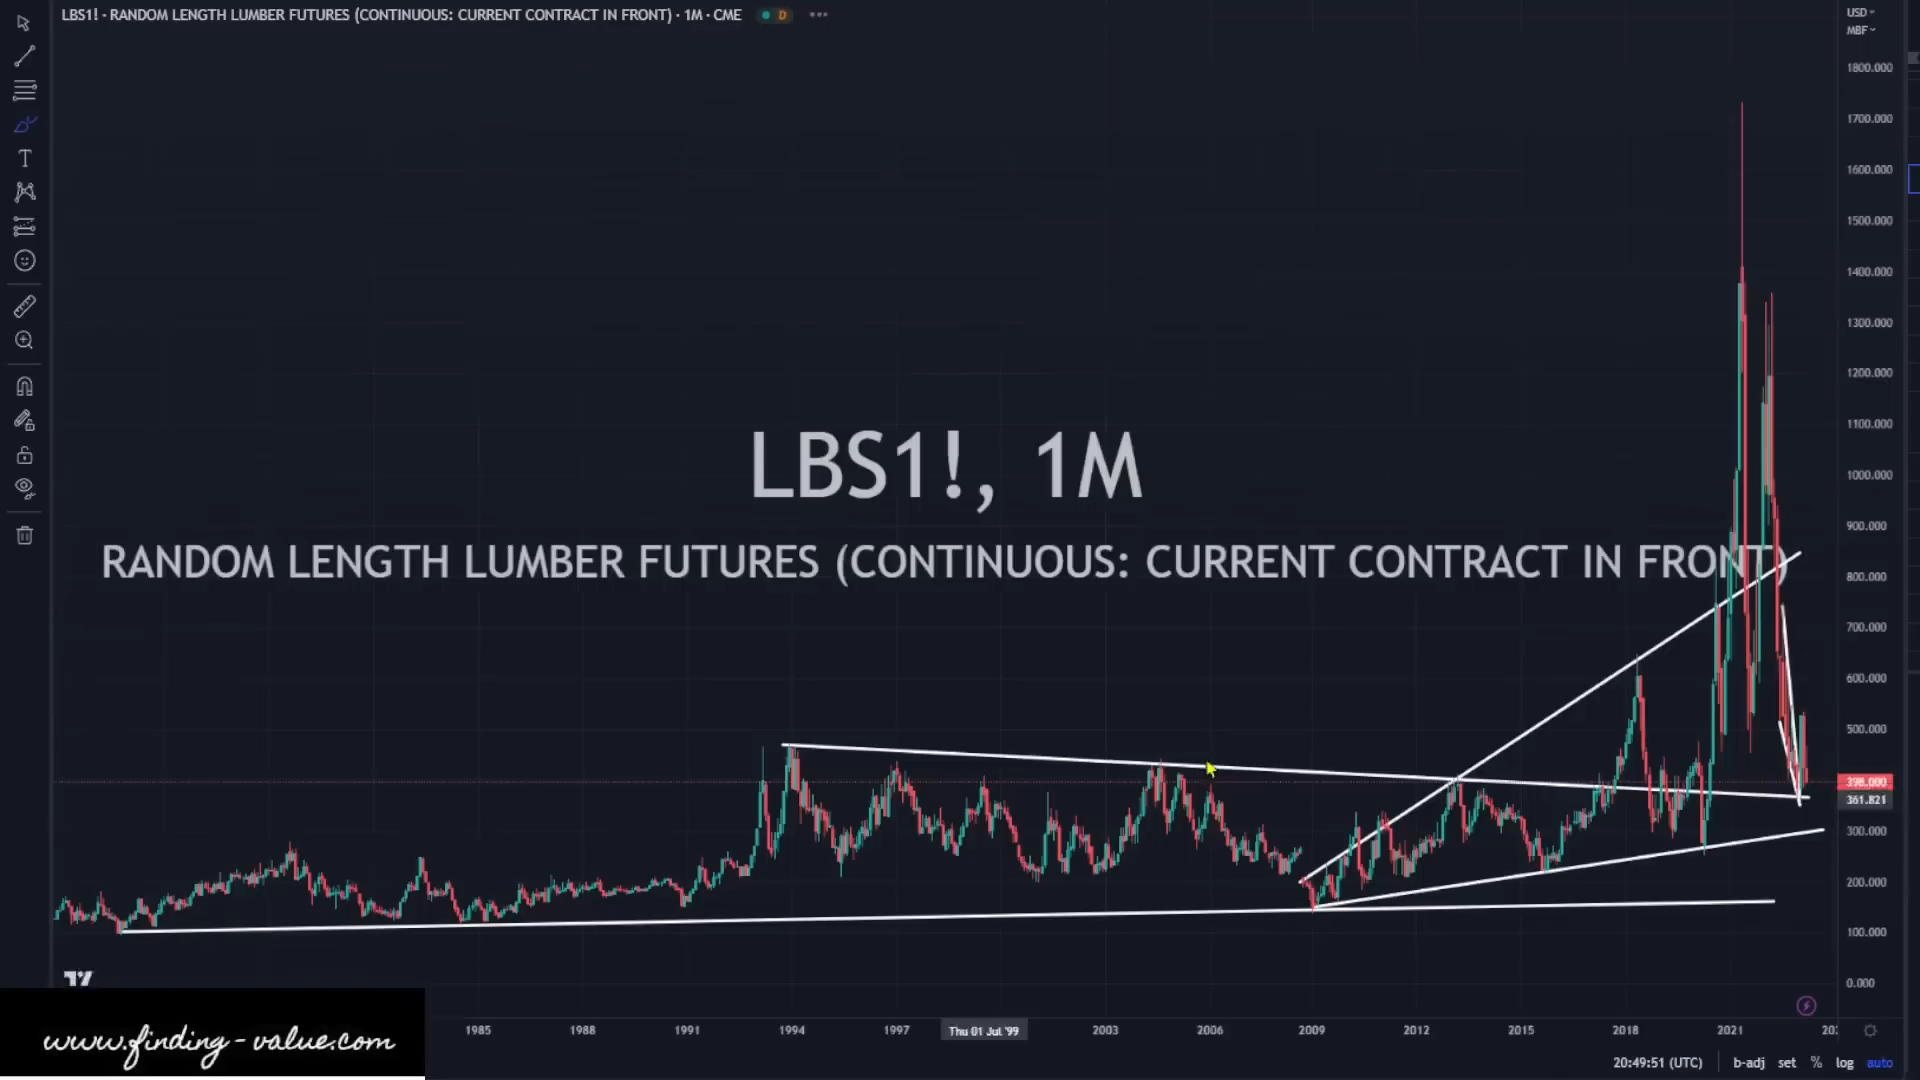 LBS1! · RANDOM LENGTH LUMBER FUTURES (CONTINUOUS: CURRENT CONTRACT IN FRONT) · 1M · CME D
USD
MBF
1800.000
1700.000
1600.000
1500.000
1400.000
1300.000
1200.000
1100.000
1000.000
900.000
800.000
700.000
600.000
500.000
398.000
361.821
300.000
200.000
100.000
0.000
LBS1!, 1M
RANDOM LENGTH LUMBER FUTURES (CONTINUOUS: CURRENT CONTRACT IN FRONT)
1985 1988 1991 1994 1997 Thu 01 Jul '99 2003 2006 2009 2012 2015 2018 2021
www.finding-value.com
20:49:51 (UTC) b-adj set % log auto